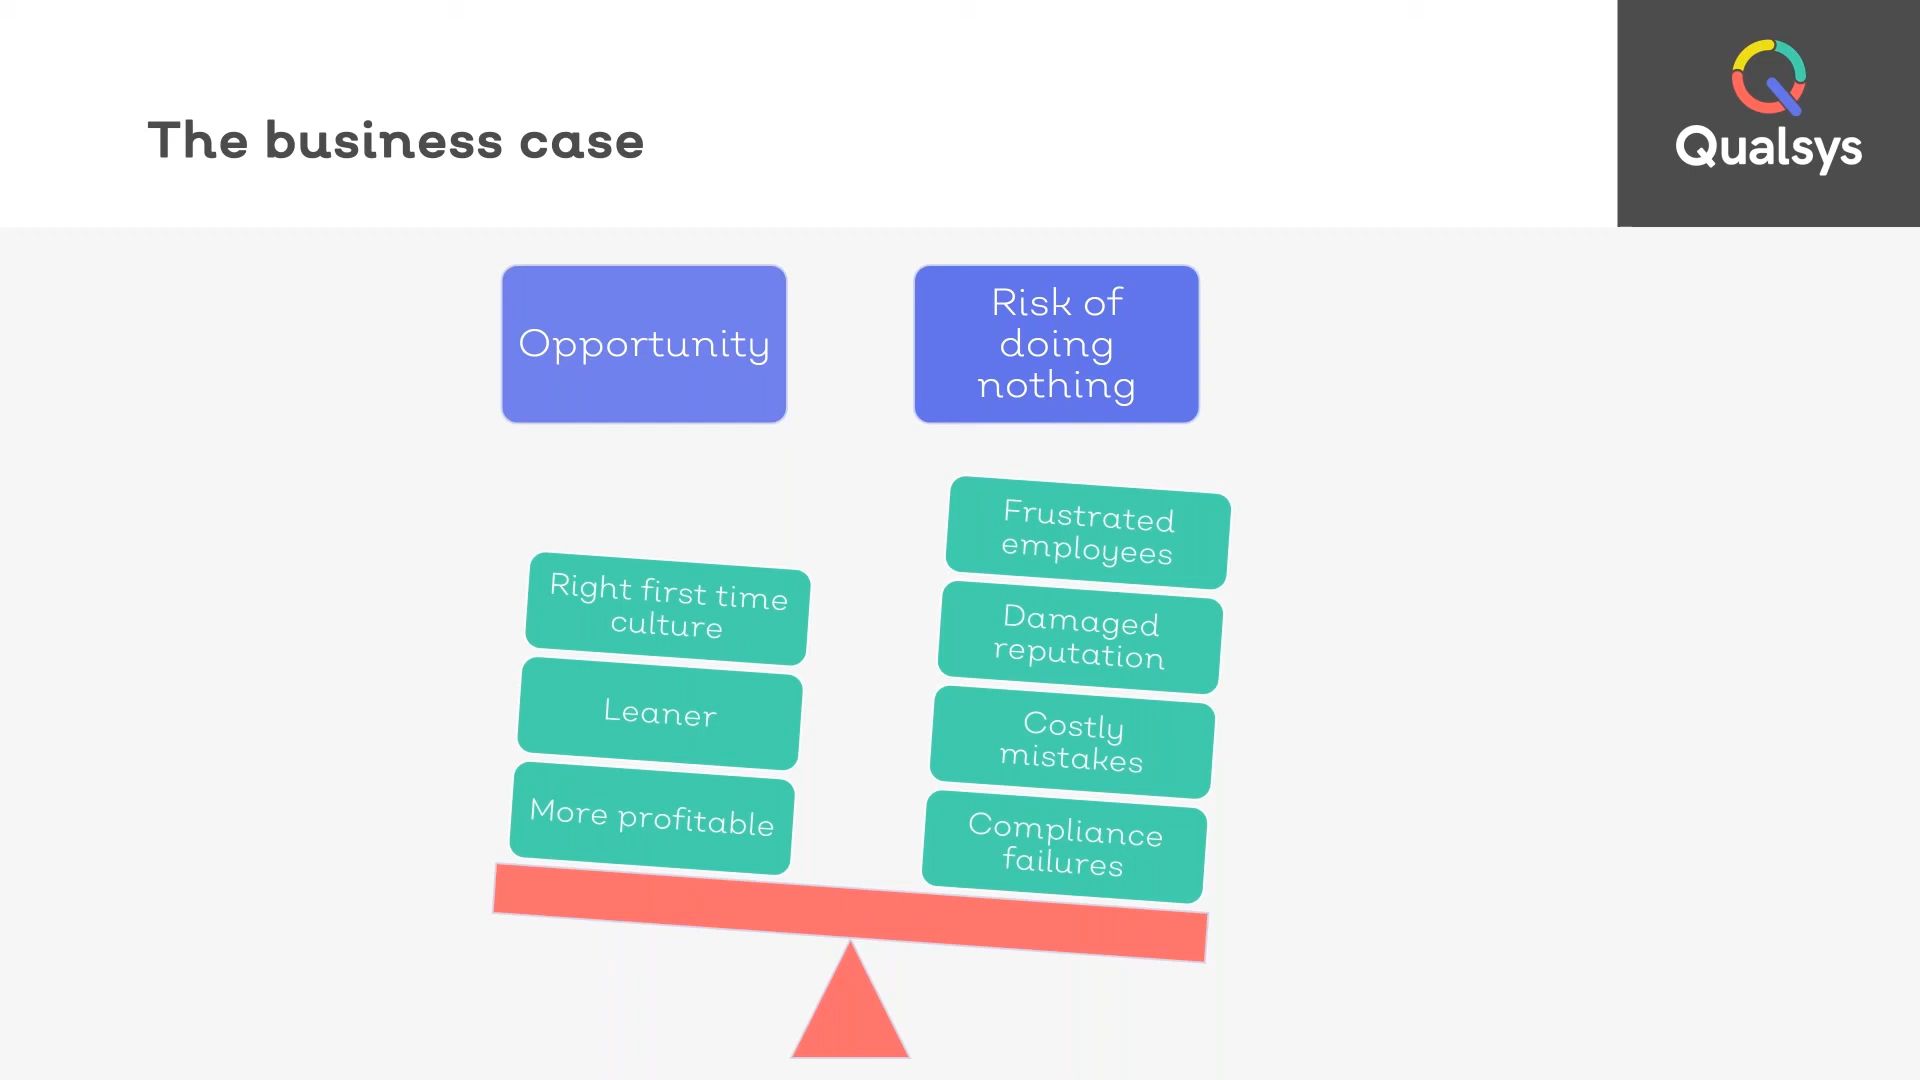 The business case
Qualsys
Opportunity
Risk of
doing
nothing
Right first time
culture
Leaner
More profitable
Frustrated
employees
Damaged
reputation
Costly
mistakes
Compliance
failures